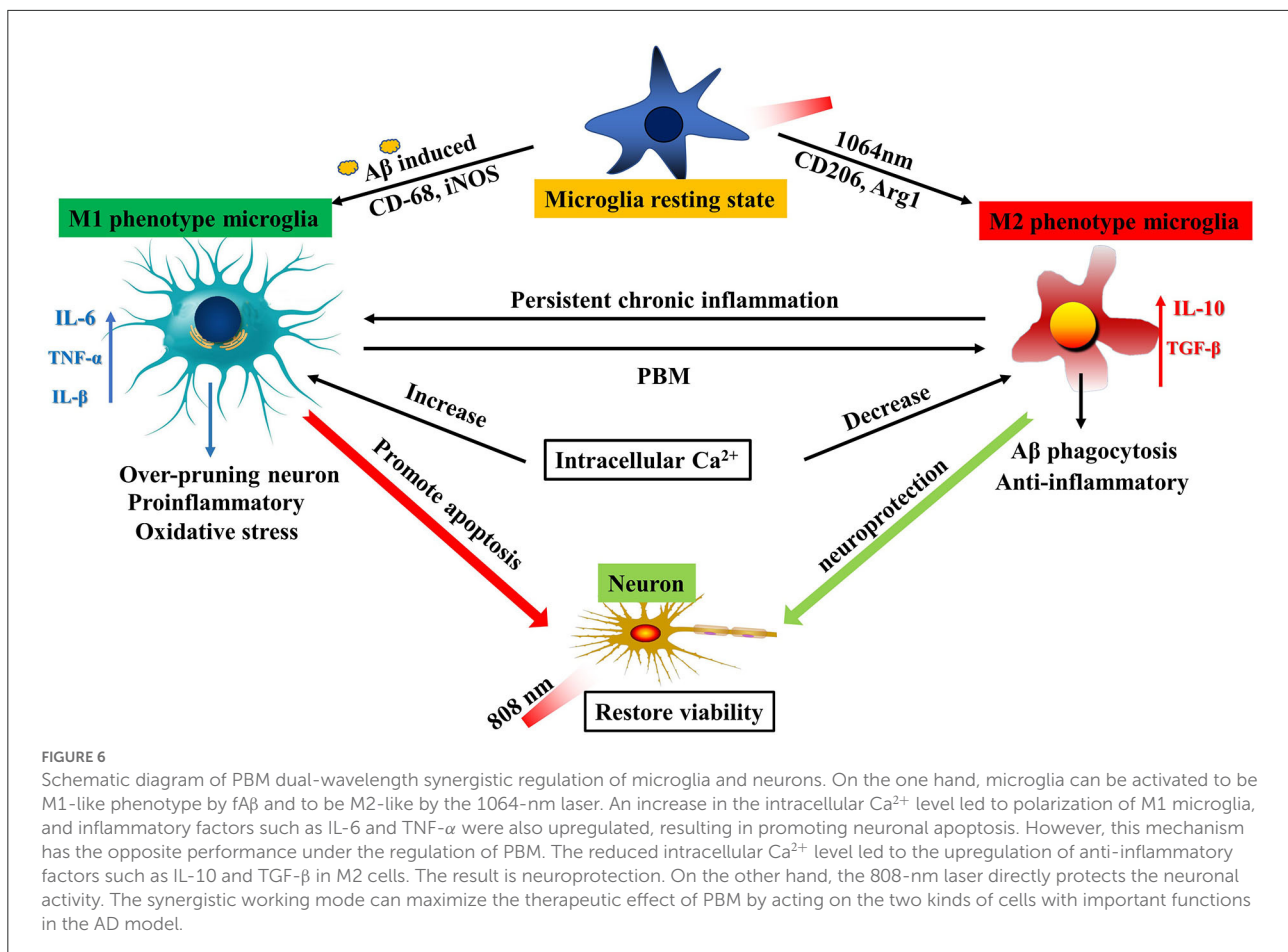 Aβ induced
CD-68, iNOS
1064nm
CD206, Arg1
Microglia resting state
M1 phenotype microglia
M2 phenotype microglia
IL-6
TNF-α
IL-β
Persistent chronic inflammation
PBM
IL-10
TGF-β
Increase
Decrease
Intracellular Ca²⁺
Over-pruning neuron
Proinflammatory
Oxidative stress
Aβ phagocytosis
Anti-inflammatory
Promote apoptosis
neuroprotection
Neuron
808 nm
Restore viability
FIGURE 6
Schematic diagram of PBM dual-wavelength synergistic regulation of microglia and neurons. On the one hand, microglia can be activated to be
M1-like phenotype by fAβ and to be M2-like by the 1064-nm laser. An increase in the intracellular Ca²⁺ level led to polarization of M1 microglia,
and inflammatory factors such as IL-6 and TNF-α were also upregulated, resulting in promoting neuronal apoptosis. However, this mechanism
has the opposite performance under the regulation of PBM. The reduced intracellular Ca²⁺ level led to the upregulation of anti-inflammatory
factors such as IL-10 and TGF-β in M2 cells. The result is neuroprotection. On the other hand, the 808-nm laser directly protects the neuronal
activity. The synergistic working mode can maximize the therapeutic effect of PBM by acting on the two kinds of cells with important functions
in the AD model.